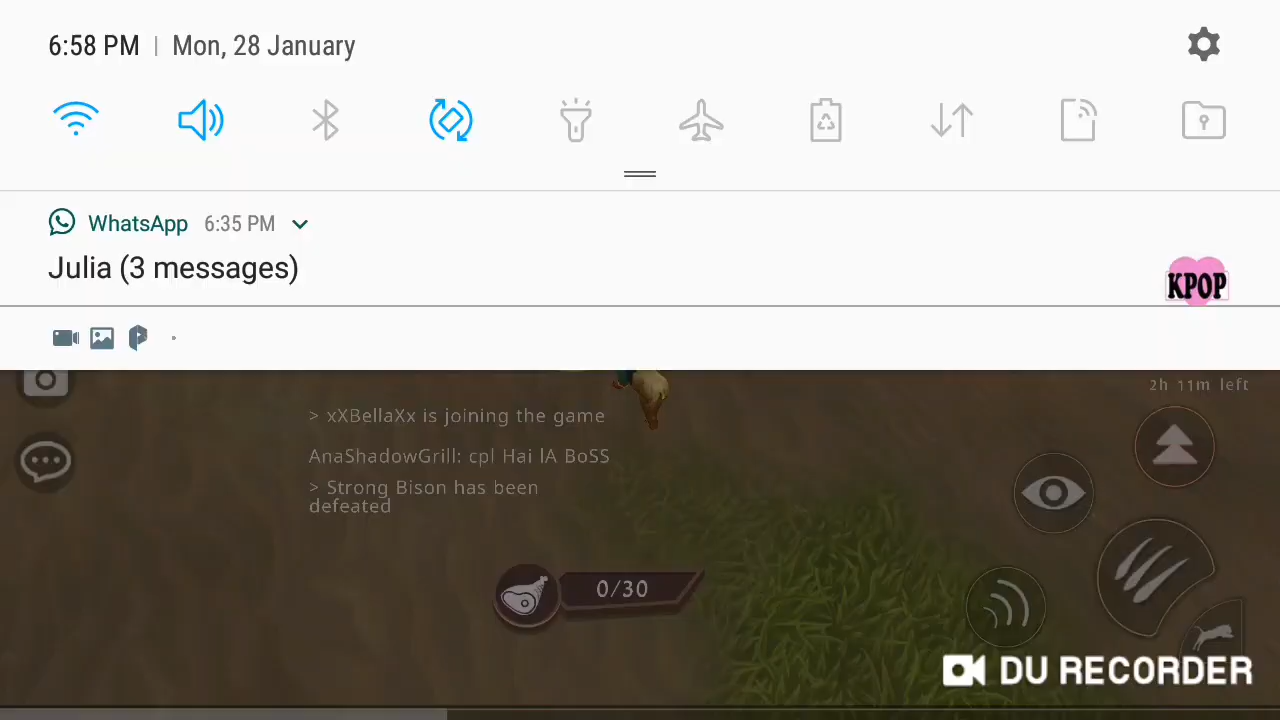 6:58 PM | Mon, 28 January
WhatsApp 6:35 PM
Julia (3 messages)
KPOP
2h 11m left
> xXBellaXx is joining the game
AnaShadowGrill: cpl Hai lA BoSS
> Strong Bison has been
defeated
0/30
DU RECORDER